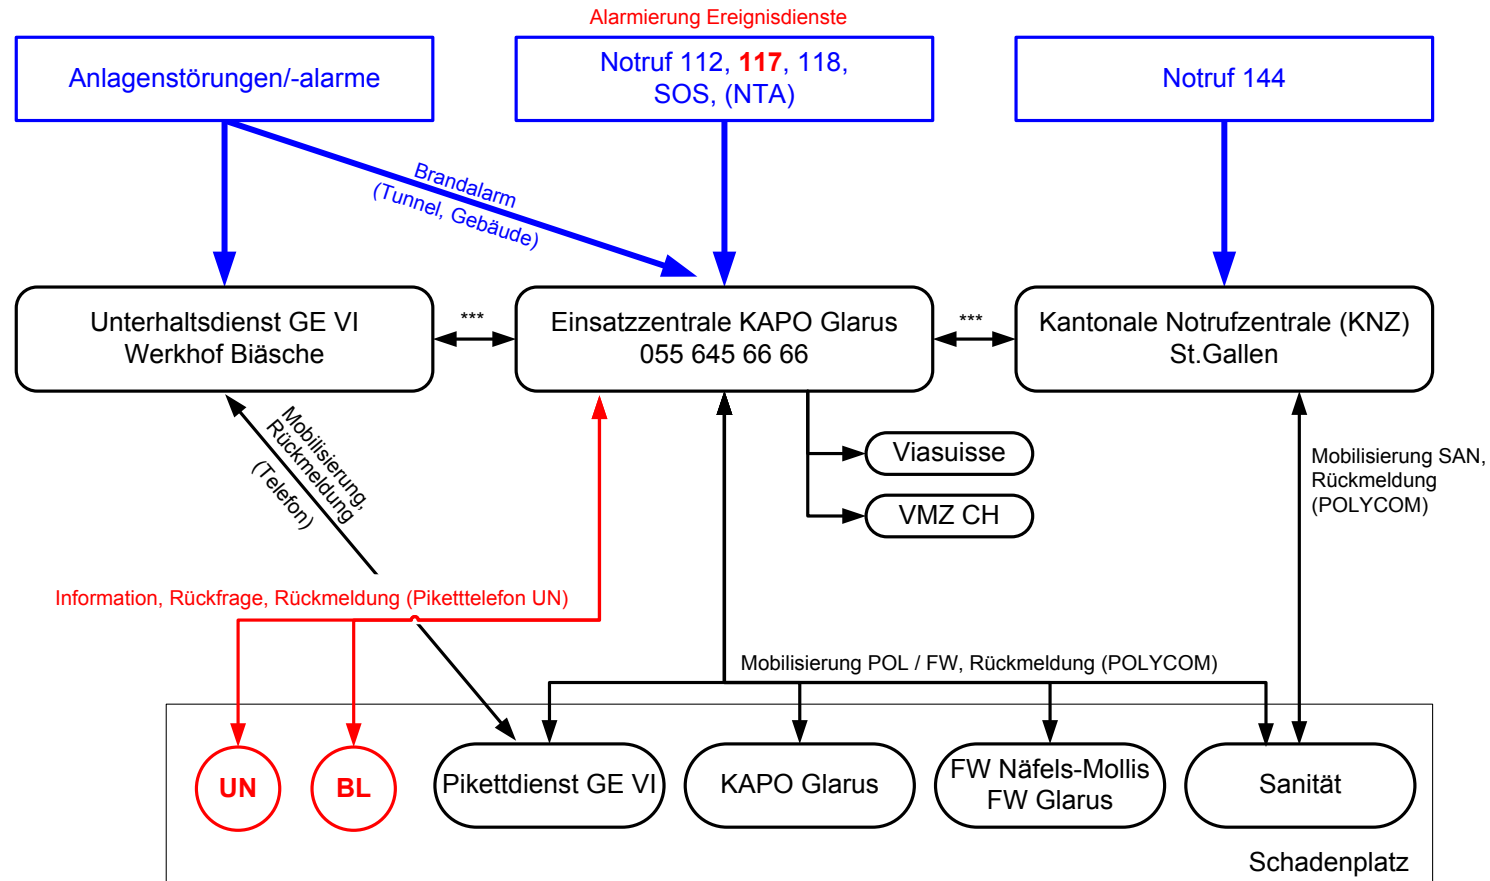 Alarmierung Ereignisdienste
Anlagenstörungen/-alarme
Notruf 112, 117, 118,
SOS, (NTA)
Notruf 144
Brandalarm
(Tunnel, Gebäude)
Unterhaltsdienst GE VI
Werkhof Biäsche
***
Einsatzzentrale KAPO Glarus
055 645 66 66
***
Kantonale Notrufzentrale (KNZ)
St.Gallen
Mobilisierung,
Rückmeldung
(Telefon)
Viasuisse
VMZ CH
Mobilisierung SAN,
Rückmeldung
(POLYCOM)
Information, Rückfrage, Rückmeldung (Piketttelefon UN)
Mobilisierung POL / FW, Rückmeldung (POLYCOM)
UN
BL
Pikettdienst GE VI
KAPO Glarus
FW Näfels-Mollis
FW Glarus
Sanität
Schadenplatz